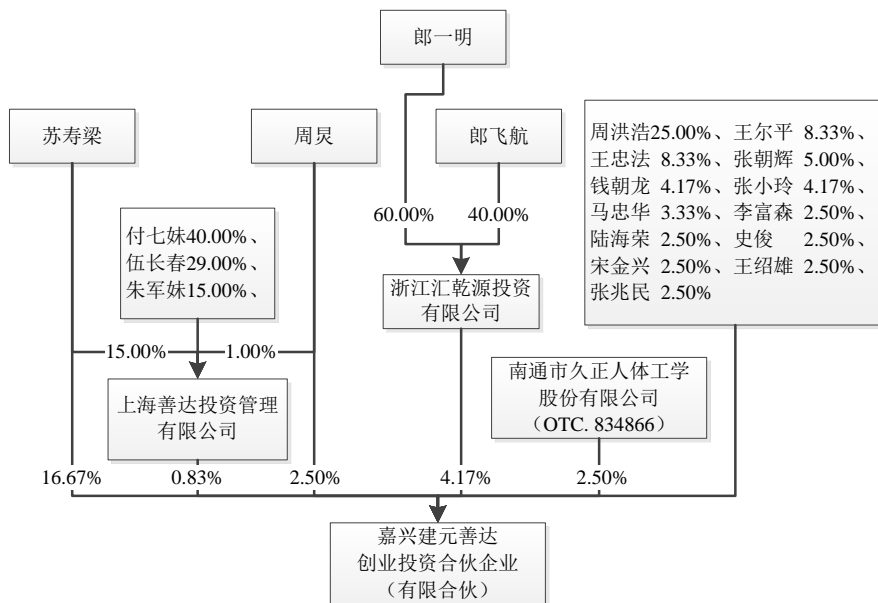 郎一明
苏寿梁
周炅
郎飞航
周洪浩25.00%、王尔平 8.33%、
王忠法 8.33%、张朝辉 5.00%、
钱朝龙 4.17%、张小玲 4.17%、
马忠华 3.33%、李富森 2.50%、
陆海荣 2.50%、史俊 2.50%、
宋金兴 2.50%、王绍雄 2.50%、
张兆民 2.50%
付七妹40.00%、
伍长春29.00%、
朱军妹15.00%、
60.00%
40.00%
浙江汇乾源投资
有限公司
15.00%
1.00%
上海善达投资管理
有限公司
南通市久正人体工学
股份有限公司
（OTC. 834866）
16.67%
0.83%
2.50%
4.17%
2.50%
嘉兴建元善达
创业投资合伙企业
（有限合伙）